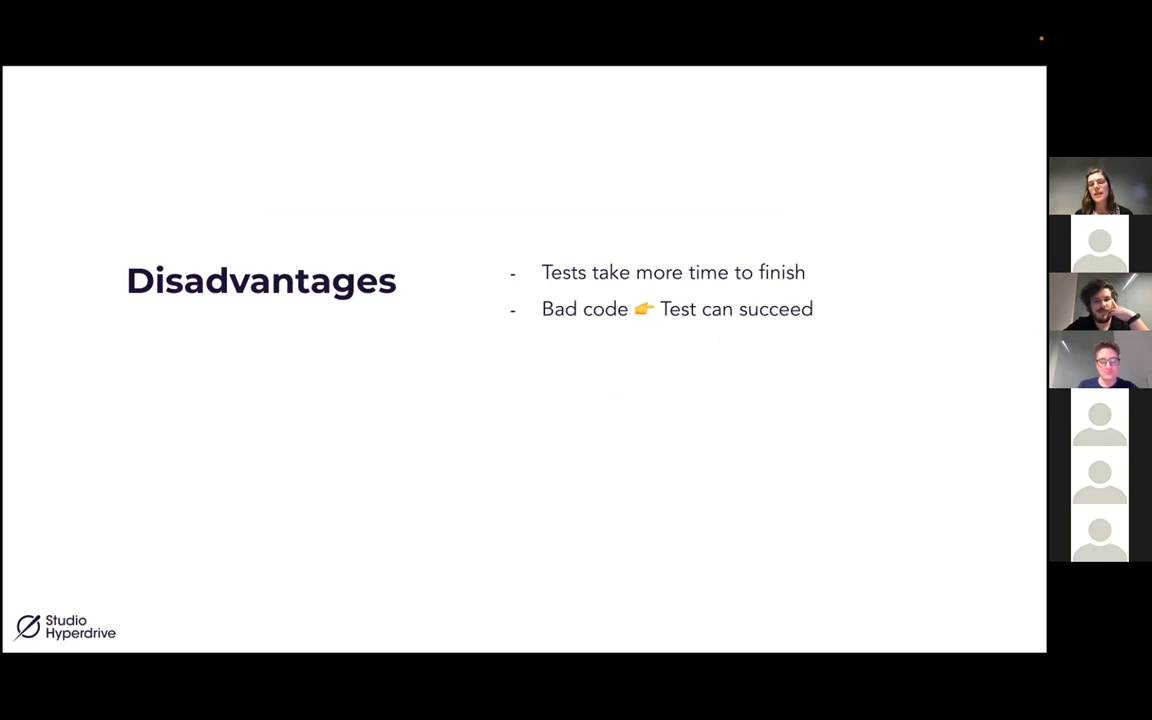 Disadvantages
- Tests take more time to finish
- Bad code 👉 Test can succeed
Studio
Hyperdrive